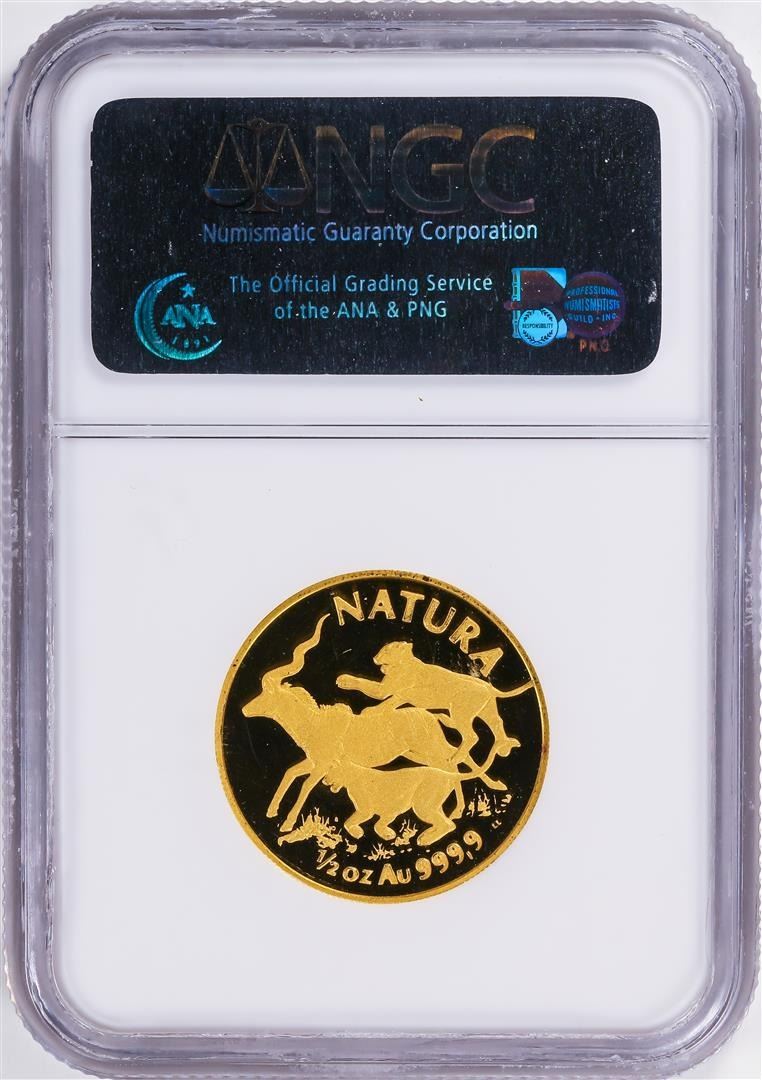 NGC
Numismatic Guaranty Corporation
The Official Grading Service
of the ANA & PNG
ANA
1891
RESPONSIBILITY
PROFESSIONAL
NUMISMATISTS
GUILD - INC.
P.N.G
NATURA
1/2 OZ Au 999,9